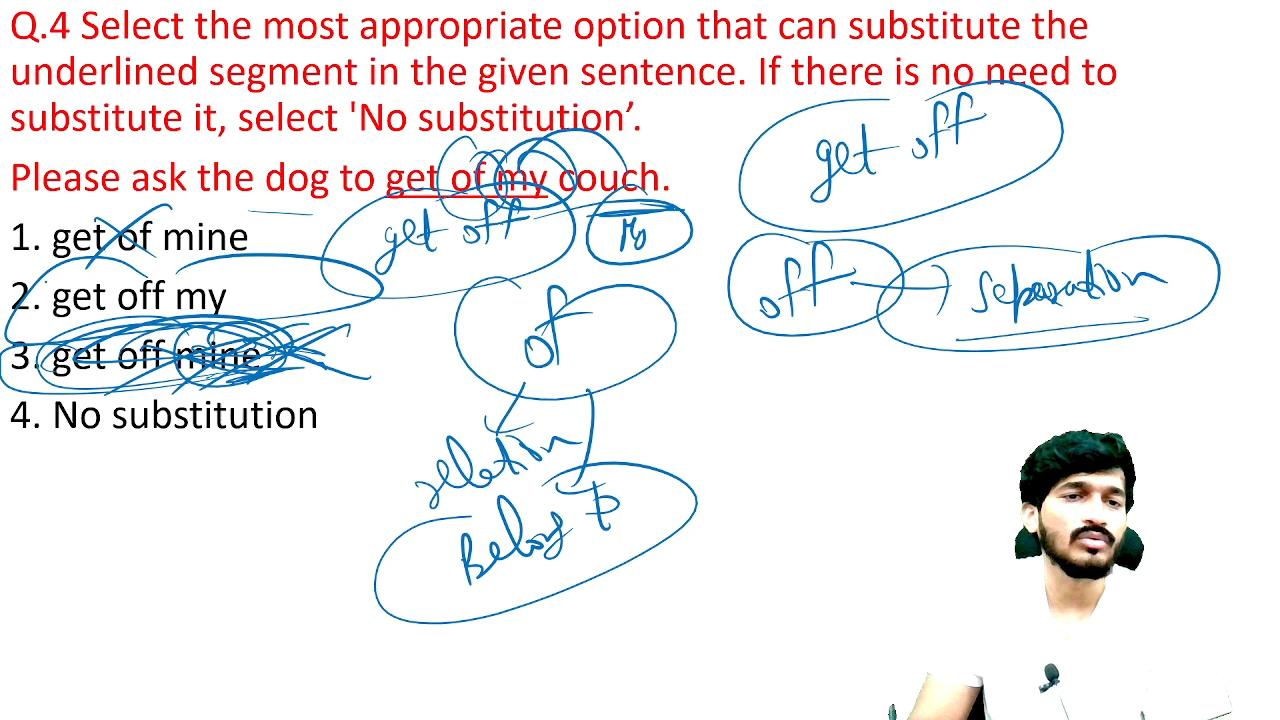 Q.4 Select the most appropriate option that can substitute the
underlined segment in the given sentence. If there is no need to
substitute it, select 'No substitution’.
Please ask the dog to get of my couch.
1. get of mine
2. get off my
3. get off mine
4. No substitution
get off
get off
off → separation
of
relation
Belong to